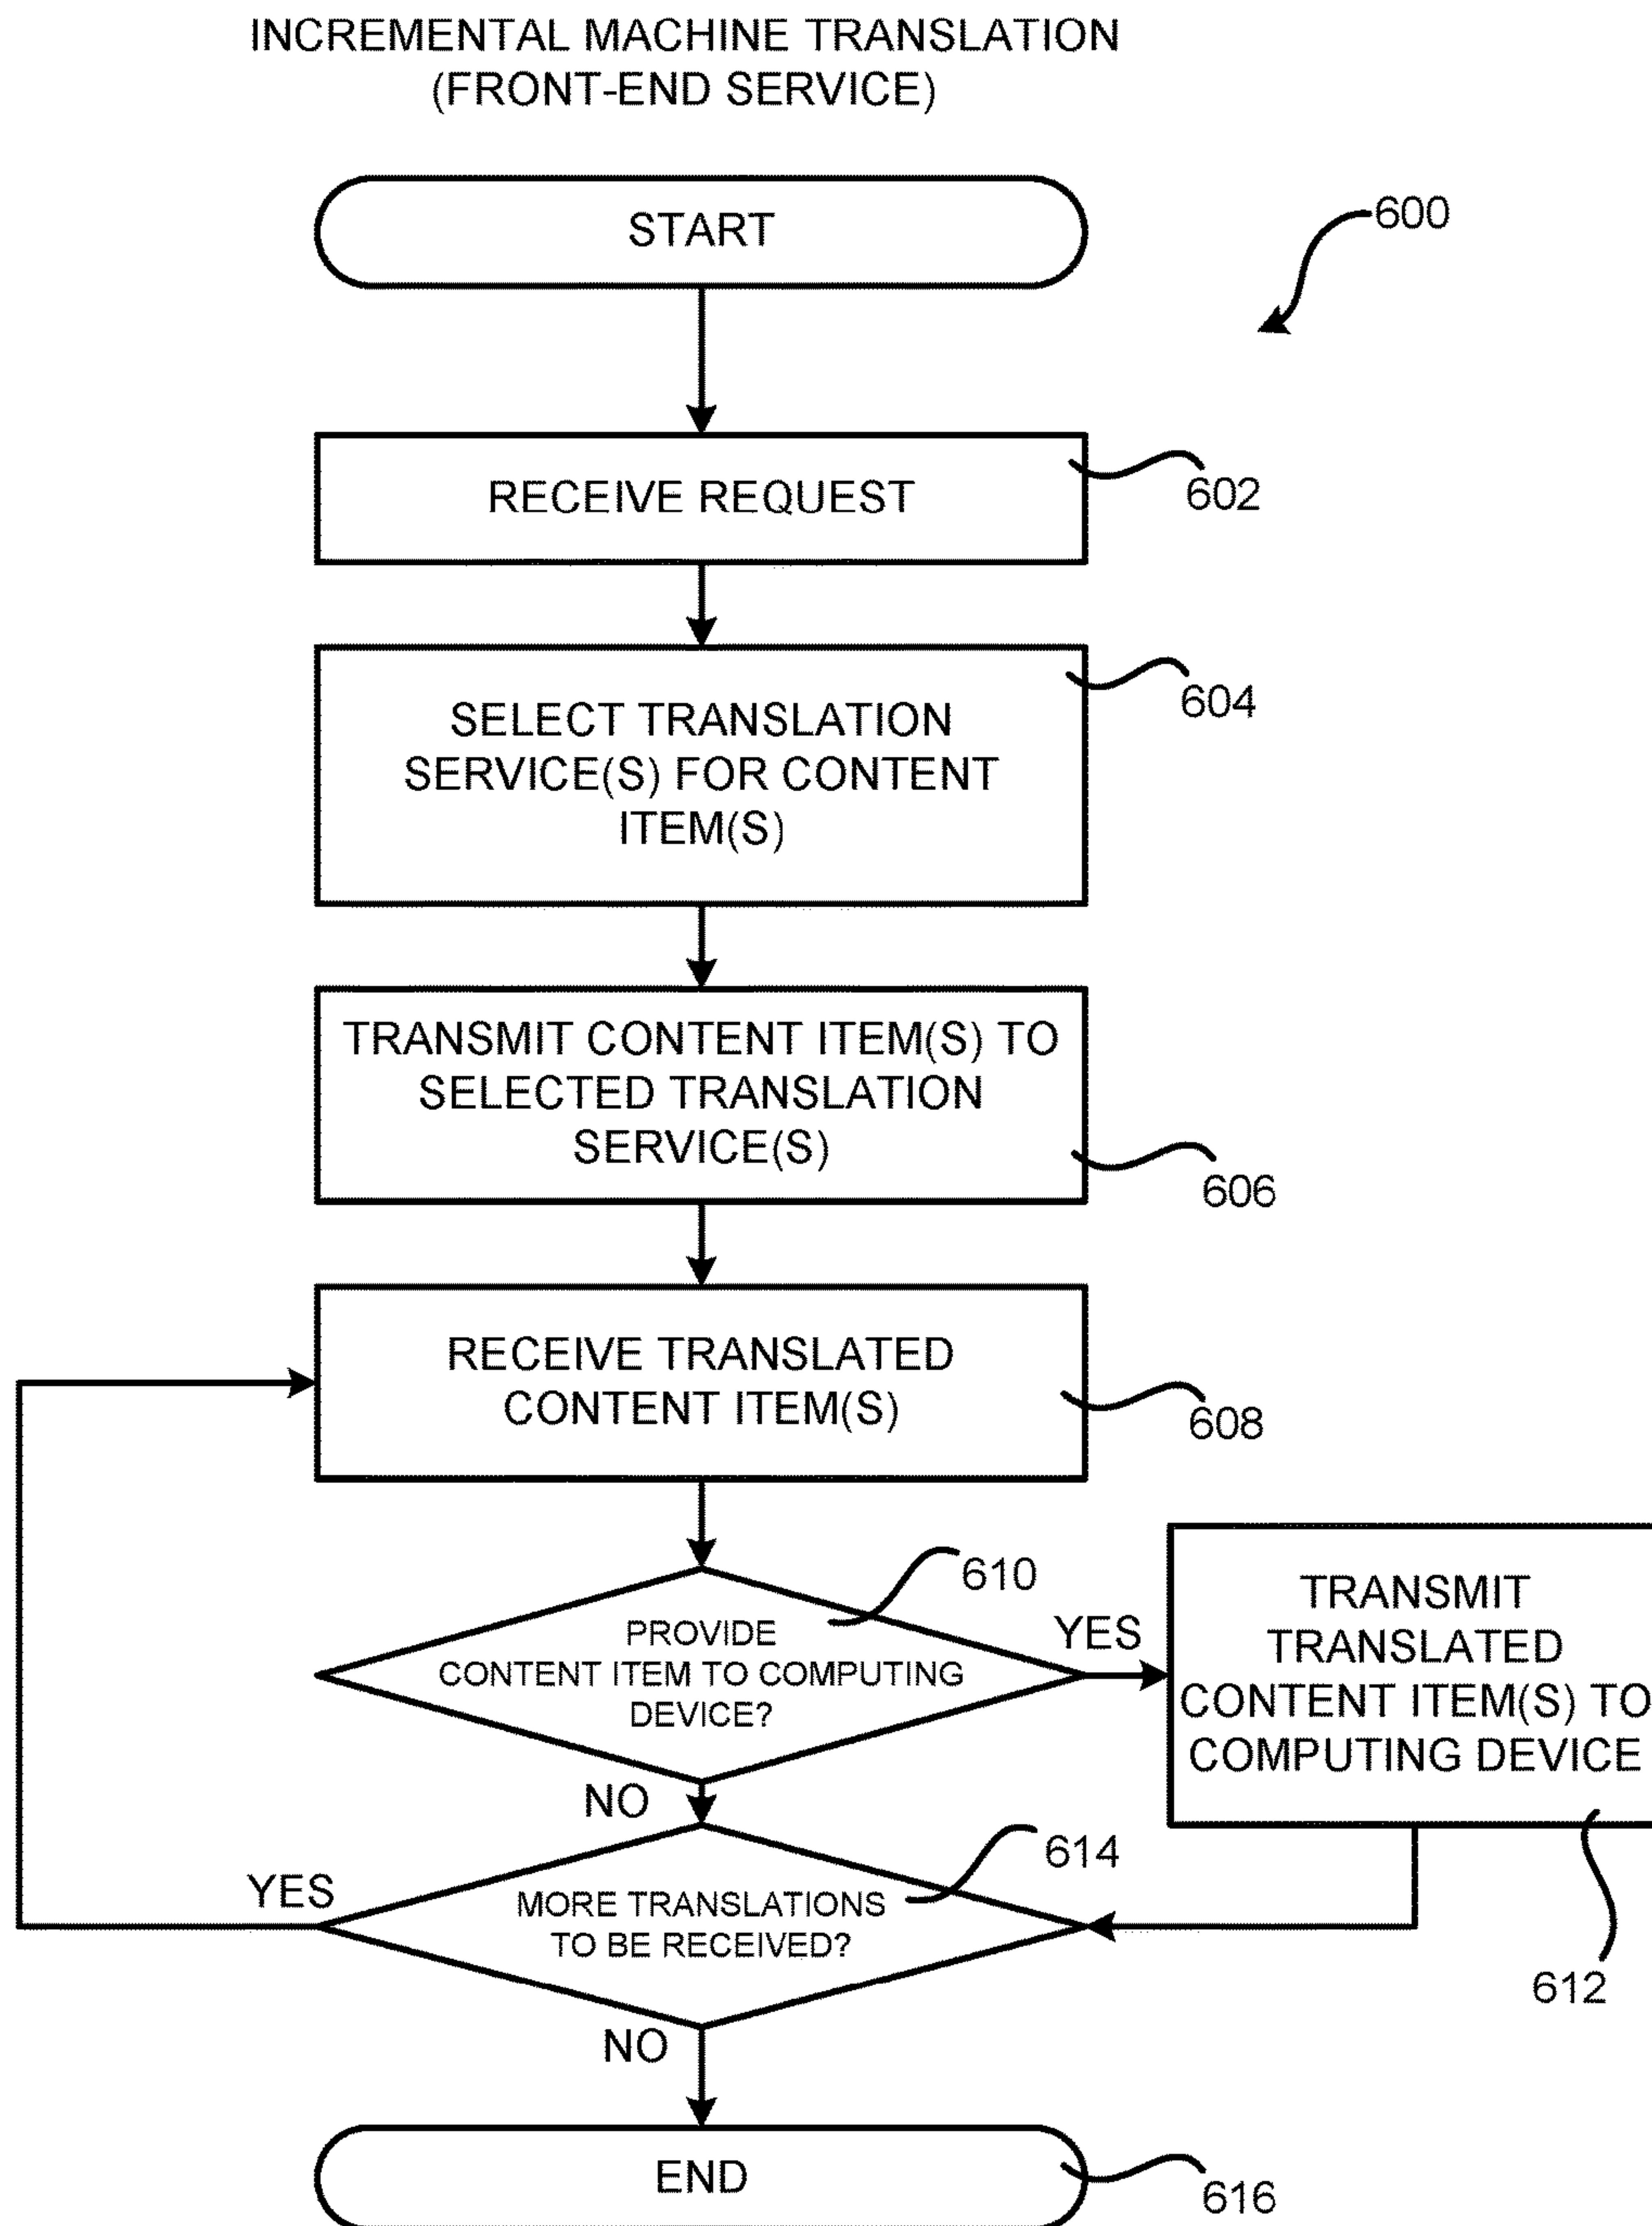 INCREMENTAL MACHINE TRANSLATION
(FRONT-END SERVICE)
START
600
RECEIVE REQUEST
602
SELECT TRANSLATION
SERVICE(S) FOR CONTENT
ITEM(S)
604
TRANSMIT CONTENT ITEM(S) TO
SELECTED TRANSLATION
SERVICE(S)
606
RECEIVE TRANSLATED
CONTENT ITEM(S)
608
610
PROVIDE
CONTENT ITEM TO COMPUTING
DEVICE?
YES
TRANSMIT
TRANSLATED
CONTENT ITEM(S) TO
COMPUTING DEVICE
612
NO
614
MORE TRANSLATIONS
TO BE RECEIVED?
YES
NO
END
616